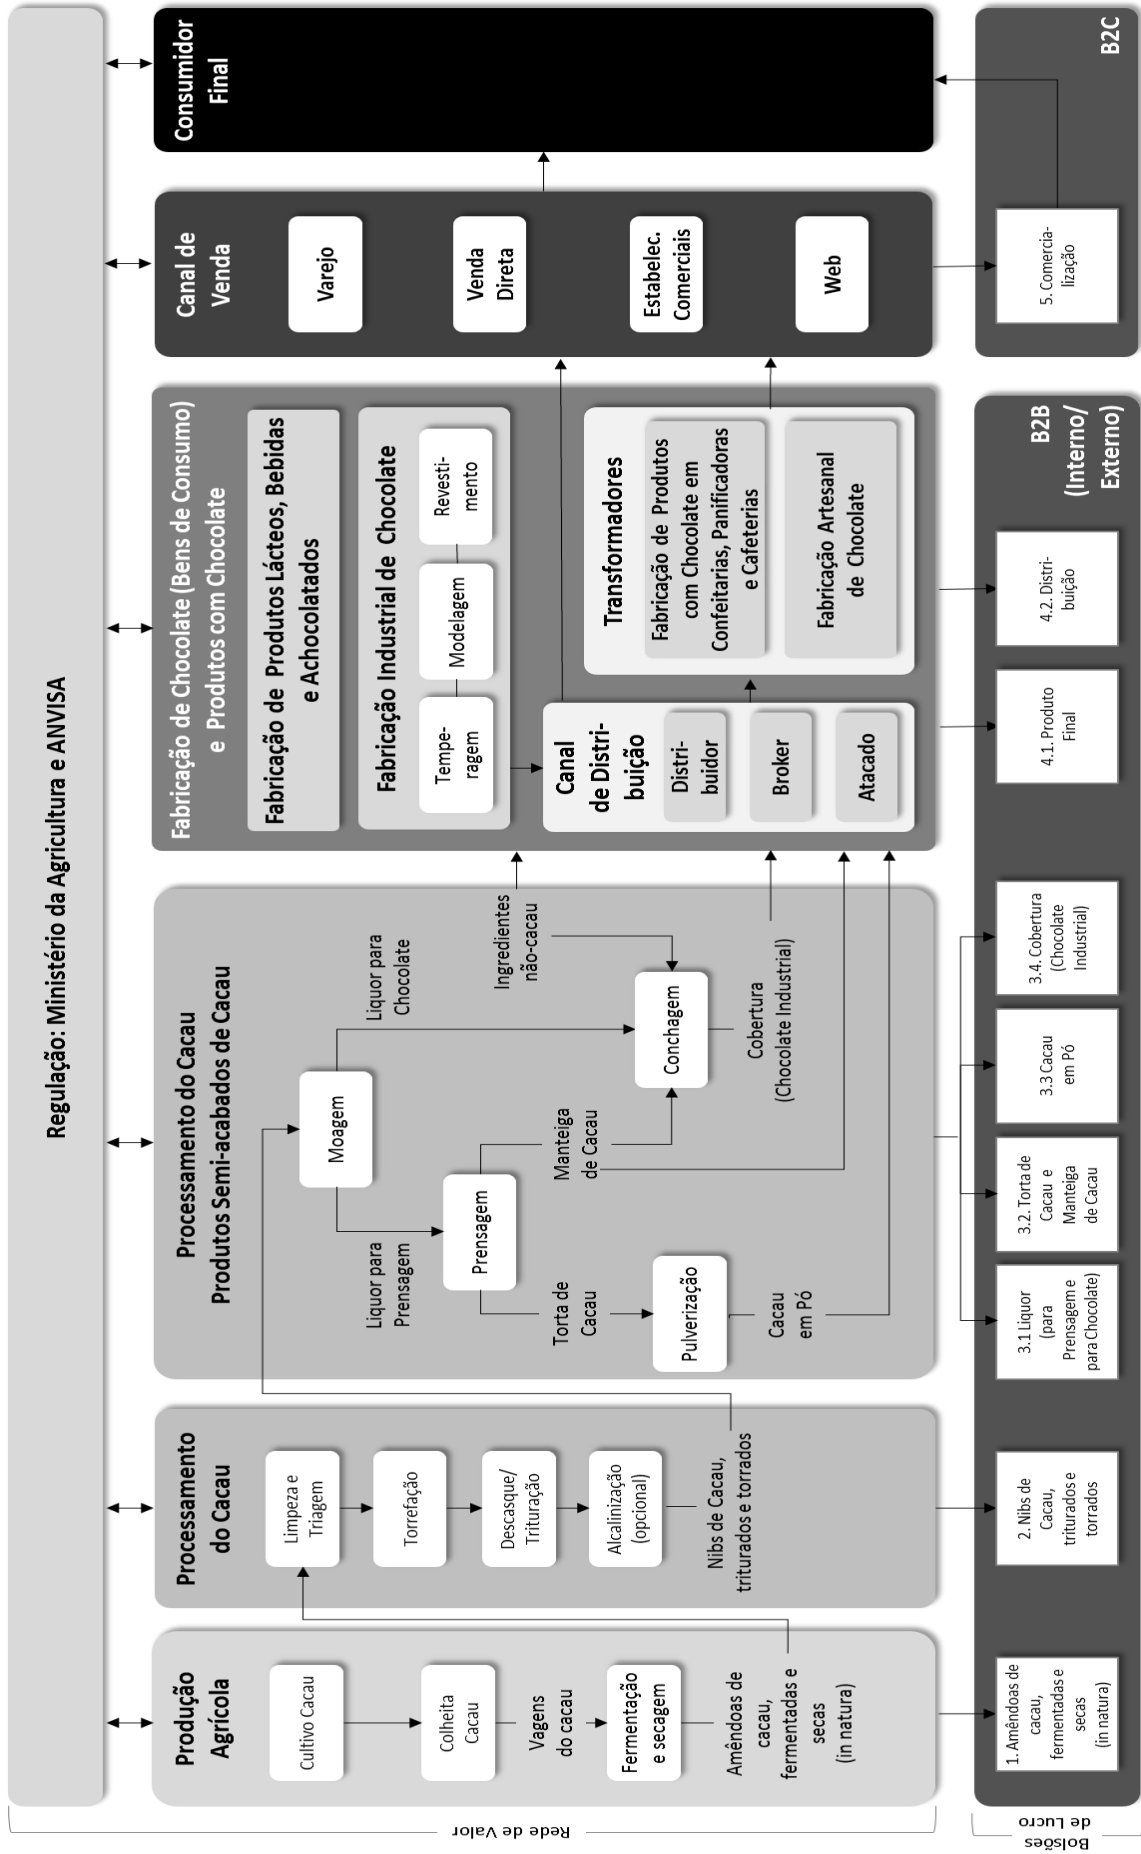 Regulação: Ministério da Agricultura e ANVISA
Rede de Valor
Produção
Agrícola
Cultivo Cacau
Colheita
Cacau
Vagens
do cacau
Fermentação
e secagem
Amêndoas de
cacau,
fermentadas e
secas
(in natura)
Processamento
do Cacau
Limpeza e
Triagem
Torrefação
Descasque/
Trituração
Alcalinização
(opcional)
Nibs de Cacau,
triturados e torrados
Processamento do Cacau
Produtos Semi-acabados de Cacau
Moagem
Liquor para
Prensagem
Liquor para
Chocolate
Prensagem
Torta de
Cacau
Manteiga
de Cacau
Ingredientes
não-cacau
Pulverização
Conchagem
Cacau
em Pó
Cobertura
(Chocolate Industrial)
Fabricação de Chocolate (Bens de Consumo)
e Produtos com Chocolate
Fabricação de Produtos Lácteos, Bebidas
e Achocolatados
Fabricação Industrial de Chocolate
Tempe-
ragem
Modelagem
Revesti-
mento
Canal
de Distri-
buição
Distri-
buidor
Broker
Atacado
Transformadores
Fabricação de Produtos
com Chocolate em
Confeitarias, Panificadoras
e Cafeterias
Fabricação Artesanal
de Chocolate
Canal de
Venda
Varejo
Venda
Direta
Estabelec.
Comerciais
Web
Consumidor
Final
Bolsões
de Lucro
1. Amêndoas de
cacau,
fermentadas e
secas
(in natura)
2. Nibs de
Cacau,
triturados e
torrados
3.1 Liquor
(para
Prensagem e
para Chocolate)
3.2. Torta de
Cacau e
Manteiga
de Cacau
3.3 Cacau
em Pó
3.4. Cobertura
(Chocolate
Industrial)
4.1. Produto
Final
4.2. Distri-
buição
B2B
(Interno/
Externo)
5. Comercia-
lização
B2C